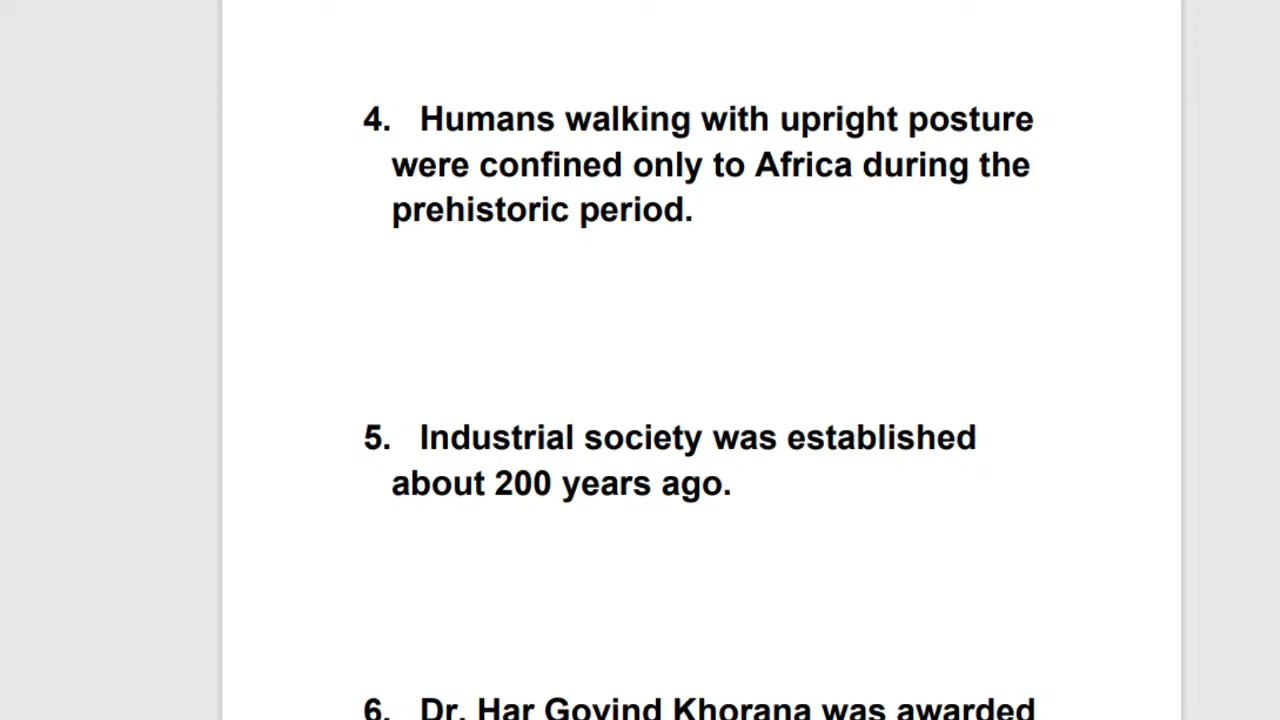 4. Humans walking with upright posture
were confined only to Africa during the
prehistoric period.
5. Industrial society was established
about 200 years ago.
6. Dr. Har Govind Khorana was awarded